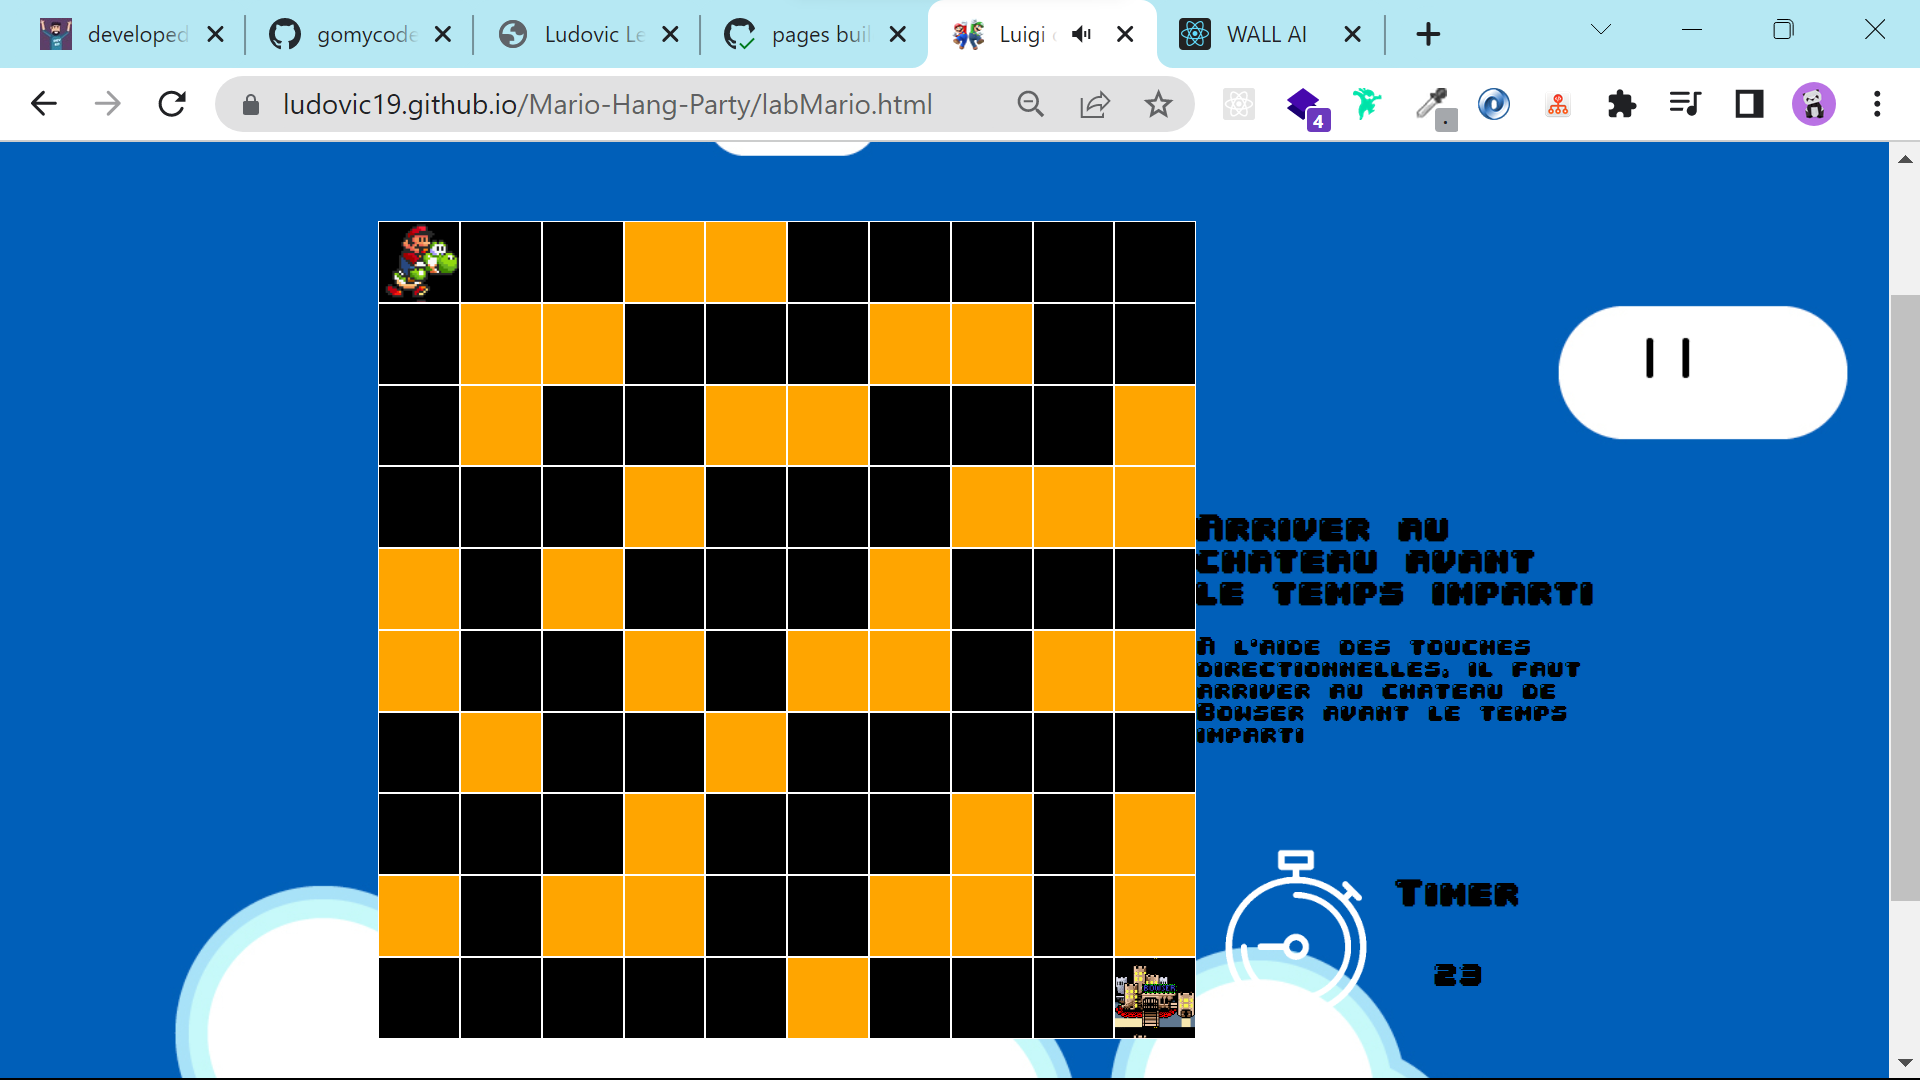 developed
gomycode
Ludovic Le
pages buil
Luigi
WALL AI
ludovic19.github.io/Mario-Hang-Party/labMario.html
4
Arriver au
chateau avant
le temps imparti
A l'aide des touches
directionnelles, il faut
arriver au chateau de
Bowser avant le temps
imparti
Timer
23
BOWSER